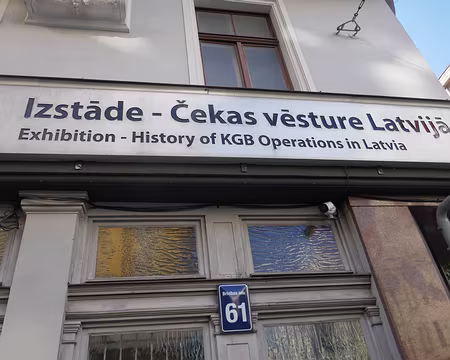 Izstāde - Čekas vēsture Latvijā
Exhibition - History of KGB Operations in Latvia
61